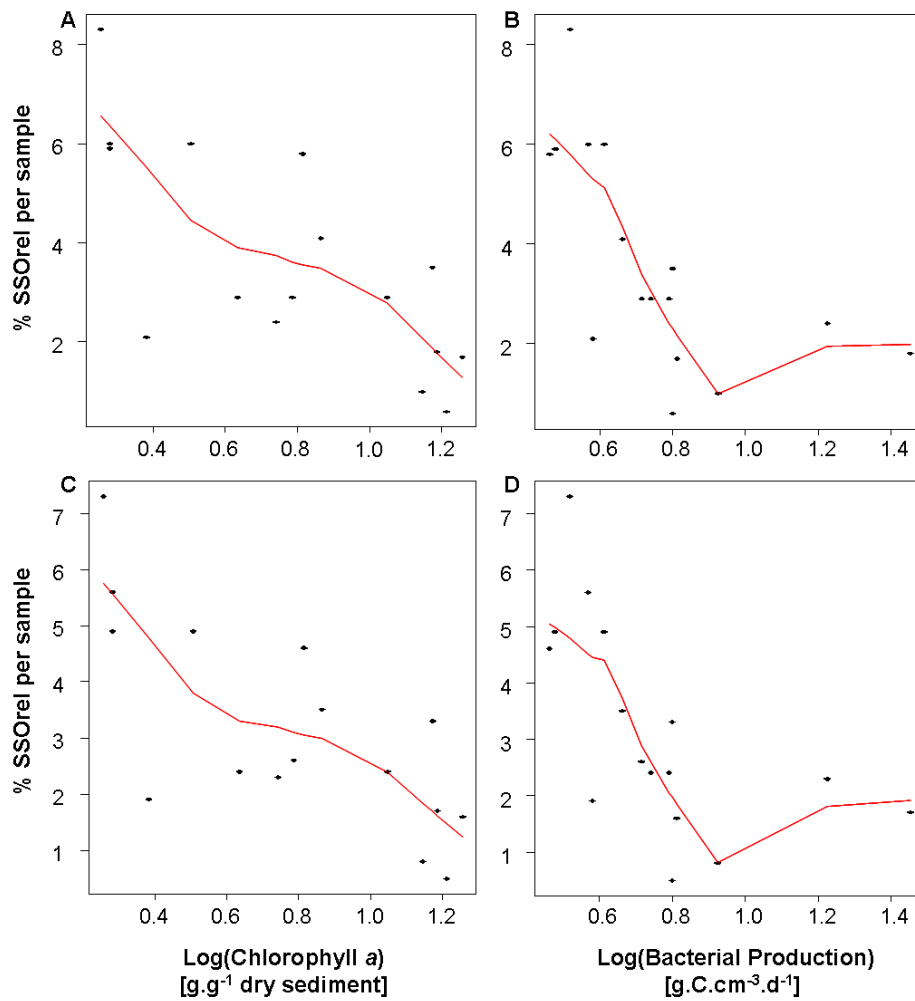 A
B
8
6
4
2
% SSOrel per sample
0.4 0.6 0.8 1.0 1.2
8
6
4
2
0.6 0.8 1.0 1.2 1.4
C
D
7
6
5
4
3
2
1
% SSOrel per sample
0.4 0.6 0.8 1.0 1.2
7
6
5
4
3
2
1
0.6 0.8 1.0 1.2 1.4
Log(Chlorophyll a)
[g.g⁻¹ dry sediment]
Log(Bacterial Production)
[g.C.cm⁻³.d⁻¹]